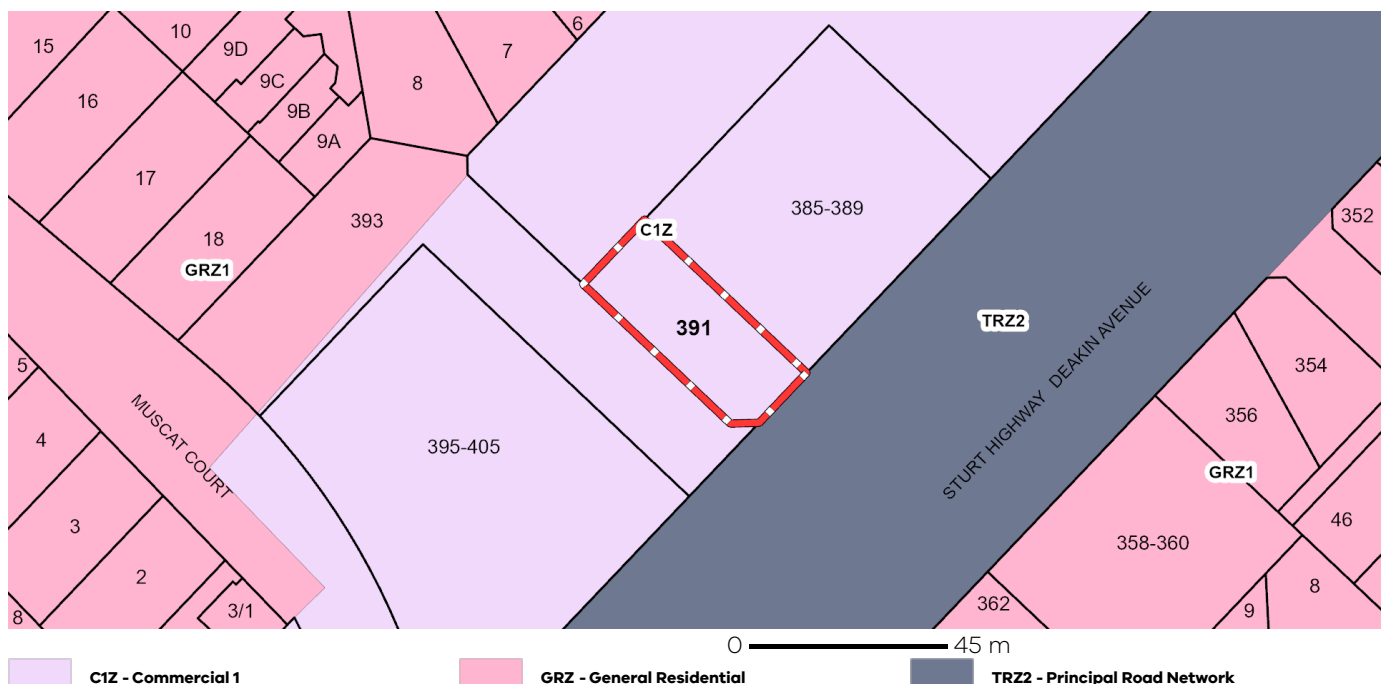 15
10
9D
6
7
9C
8
16
9B
9A
17
393
385-389
352
18
C1Z
GRZ1
391
TRZ2
STURT HIGHWAY DEAKIN AVENUE
354
5
MUSCAT COURT
356
4
395-405
GRZ1
3
46
358-360
2
8
362
9
3/1
8
0 45 m
C1Z - Commercial 1
GRZ - General Residential
TRZ2 - Principal Road Network